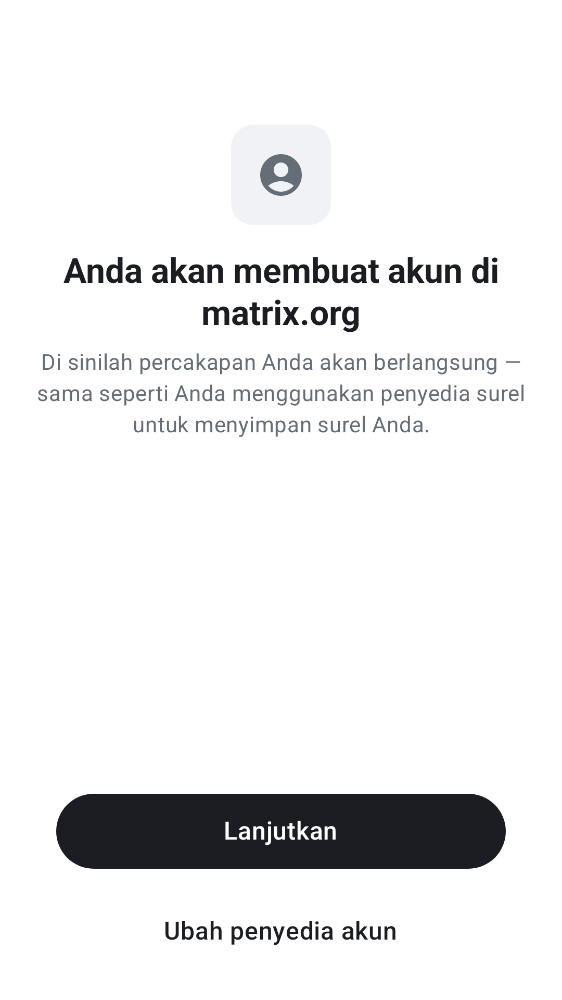 Anda akan membuat akun di
matrix.org
Di sinilah percakapan Anda akan berlangsung —
sama seperti Anda menggunakan penyedia surel
untuk menyimpan surel Anda.
Lanjutkan
Ubah penyedia akun